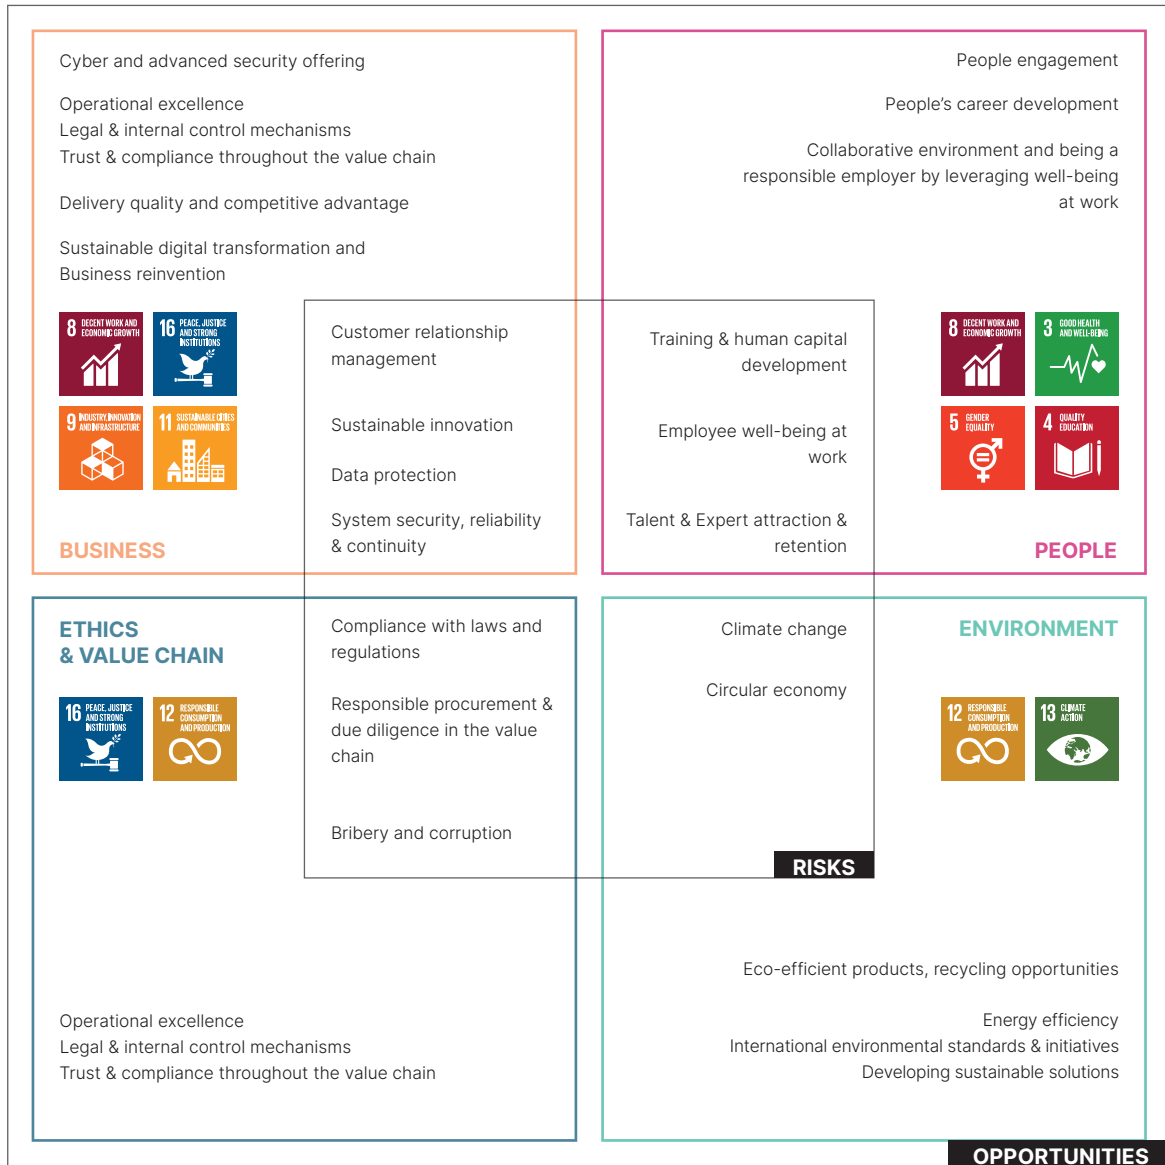 Cyber and advanced security offering
Operational excellence
Legal & internal control mechanisms
Trust & compliance throughout the value chain
Delivery quality and competitive advantage
Sustainable digital transformation and
Business reinvention
8 DECENT WORK AND
ECONOMIC GROWTH
16 PEACE, JUSTICE
AND STRONG
INSTITUTIONS
9 INDUSTRY, INNOVATION
AND INFRASTRUCTURE
11 SUSTAINABLE CITIES
AND COMMUNITIES
BUSINESS
Customer relationship
management
Sustainable innovation
Data protection
System security, reliability
& continuity
People engagement
People’s career development
Collaborative environment and being a
responsible employer by leveraging well-being
at work
Training & human capital
development
Employee well-being at
work
Talent & Expert attraction &
retention
8 DECENT WORK AND
ECONOMIC GROWTH
3 GOOD HEALTH
AND WELL-BEING
5 GENDER
EQUALITY
4 QUALITY
EDUCATION
PEOPLE
ETHICS
& VALUE CHAIN
16 PEACE, JUSTICE
AND STRONG
INSTITUTIONS
12 RESPONSIBLE
CONSUMPTION
AND PRODUCTION
Compliance with laws and
regulations
Responsible procurement &
due diligence in the value
chain
Bribery and corruption
Operational excellence
Legal & internal control mechanisms
Trust & compliance throughout the value chain
Climate change
Circular economy
ENVIRONMENT
12 RESPONSIBLE
CONSUMPTION
AND PRODUCTION
13 CLIMATE
ACTION
RISKS
Eco-efficient products, recycling opportunities
Energy efficiency
International environmental standards & initiatives
Developing sustainable solutions
OPPORTUNITIES